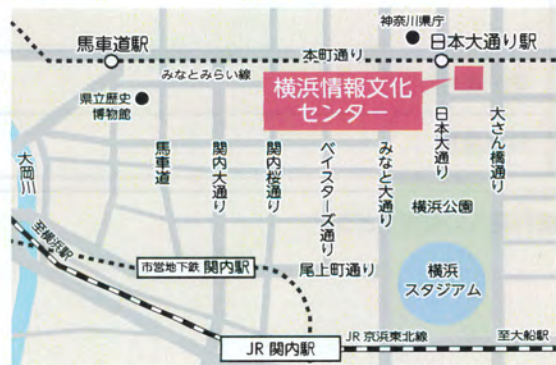 神奈川県庁
馬車道駅
本町通り
日本大通り駅
みなとみらい線
横浜情報文化
センター
県立歴史
博物館
大岡川
馬車道
関内大通り
関内桜通り
ベイスターズ通り
みなと大通り
日本大通り
大さん橋通り
横浜公園
至横浜駅
市営地下鉄 関内駅
尾上町通り
横浜
スタジアム
JR 関内駅
JR 京浜東北線
至大船駅